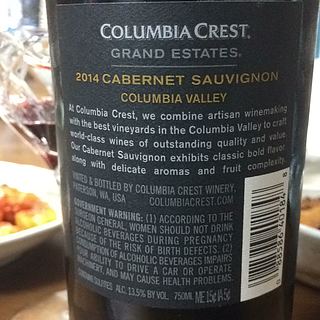 COLUMBIA CREST.
GRAND ESTATES.
2014 CABERNET SAUVIGNON
COLUMBIA VALLEY
At Columbia Crest, we combine artisan winemaking
with the best vineyards in the Columbia Valley to craft
world-class wines of outstanding quality and value.
Our Cabernet Sauvignon exhibits classic bold flavor
along with delicate aromas and fruit complexity.
VINTED & BOTTLED BY COLUMBIA CREST WINERY,
PATERSON, WA, USA
COLUMBIACREST.COM
GOVERNMENT WARNING: (1) ACCORDING TO THE
SURGEON GENERAL, WOMEN SHOULD NOT DRINK
ALCOHOLIC BEVERAGES DURING PREGNANCY
BECAUSE OF THE RISK OF BIRTH DEFECTS. (2)
CONSUMPTION OF ALCOHOLIC BEVERAGES IMPAIRS
ABILITY TO DRIVE A CAR OR OPERATE
MACHINERY, AND MAY CAUSE HEALTH PROBLEMS.
CONTAINS SULFITES ALC. 13.5% BY VOL. 750ML ME 15¢ IA 5¢